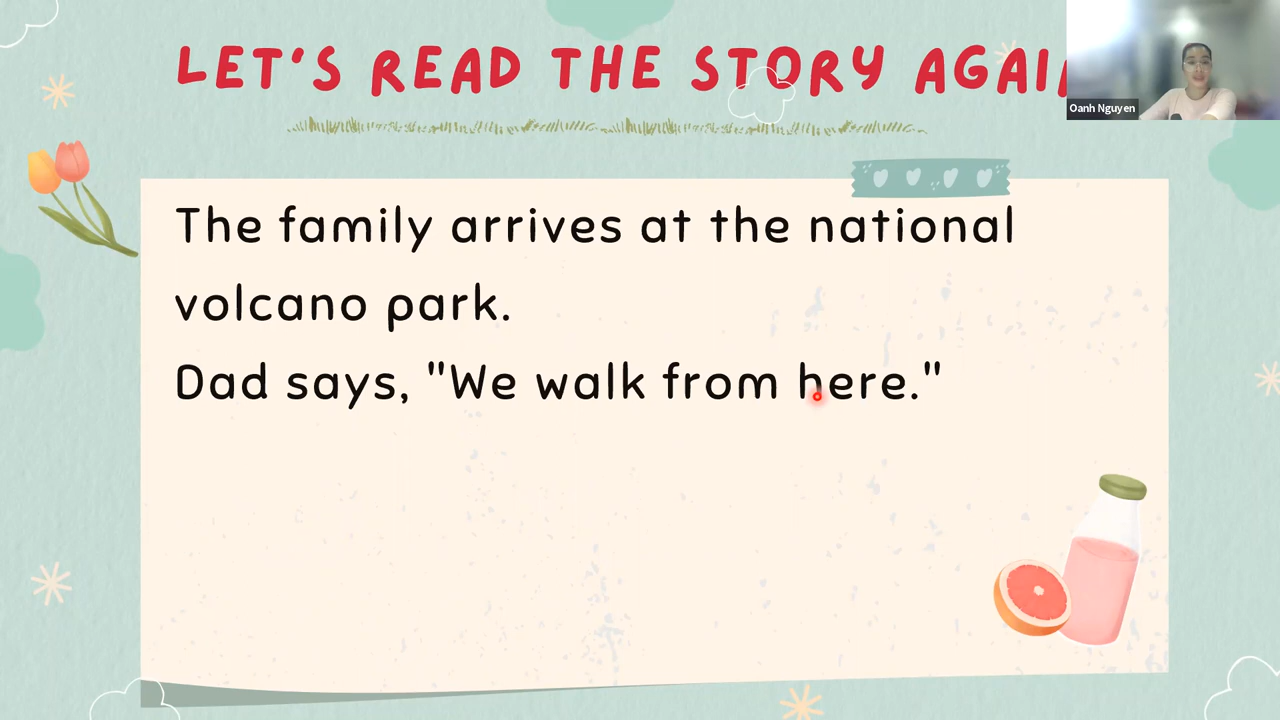 LET'S READ THE STORY AGAI
Oanh Nguyen
The family arrives at the national
volcano park.
Dad says, "We walk from here."